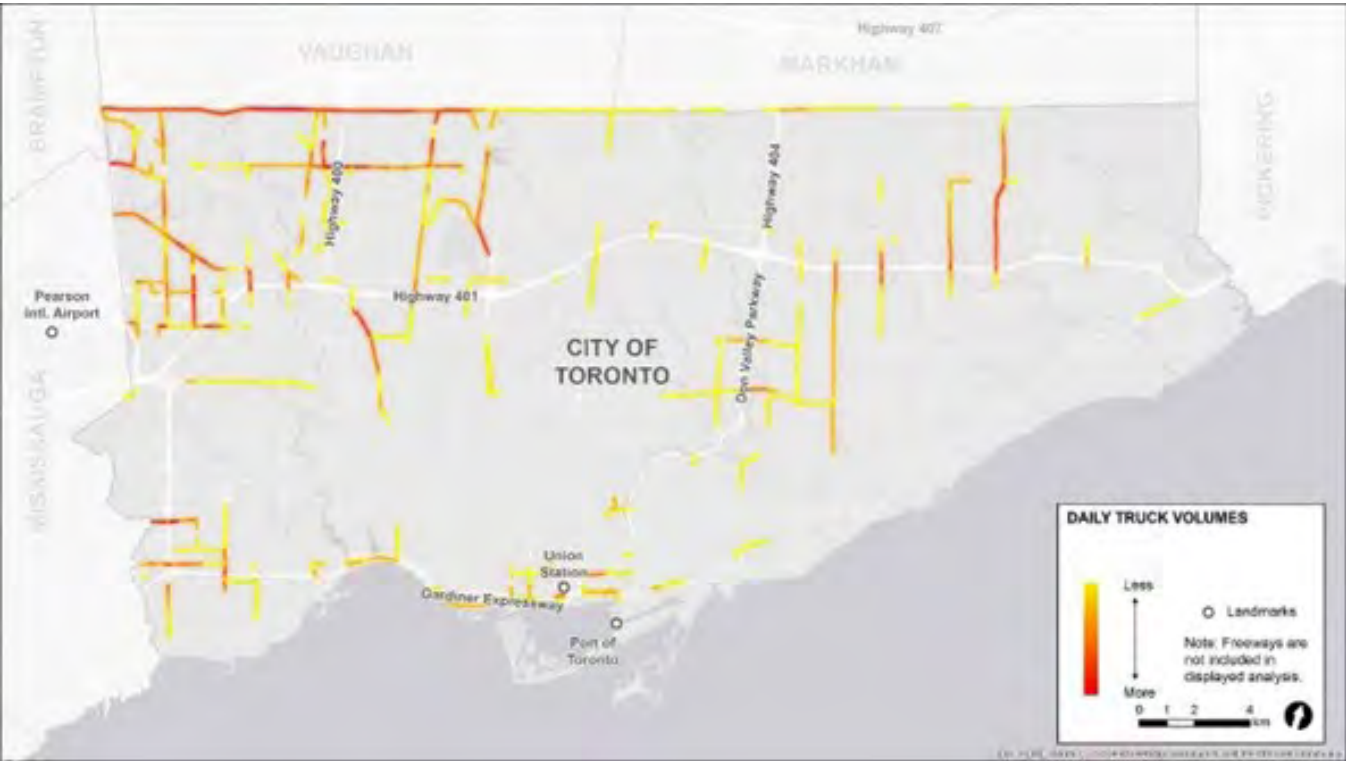 Highway 407
VAUGHAN
MARKHAM
BRAMPTON
PICKERING
Highway 400
Highway 404
Pearson
Intl. Airport
Highway 401
Don Valley Parkway
CITY OF
TORONTO
MISSISSAUGA
Union
Station
Gardiner Expressway
Port of
Toronto
DAILY TRUCK VOLUMES
Less
More
Landmarks
Note: Freeways are
not included in
displayed analysis.
0 1 2 4
km